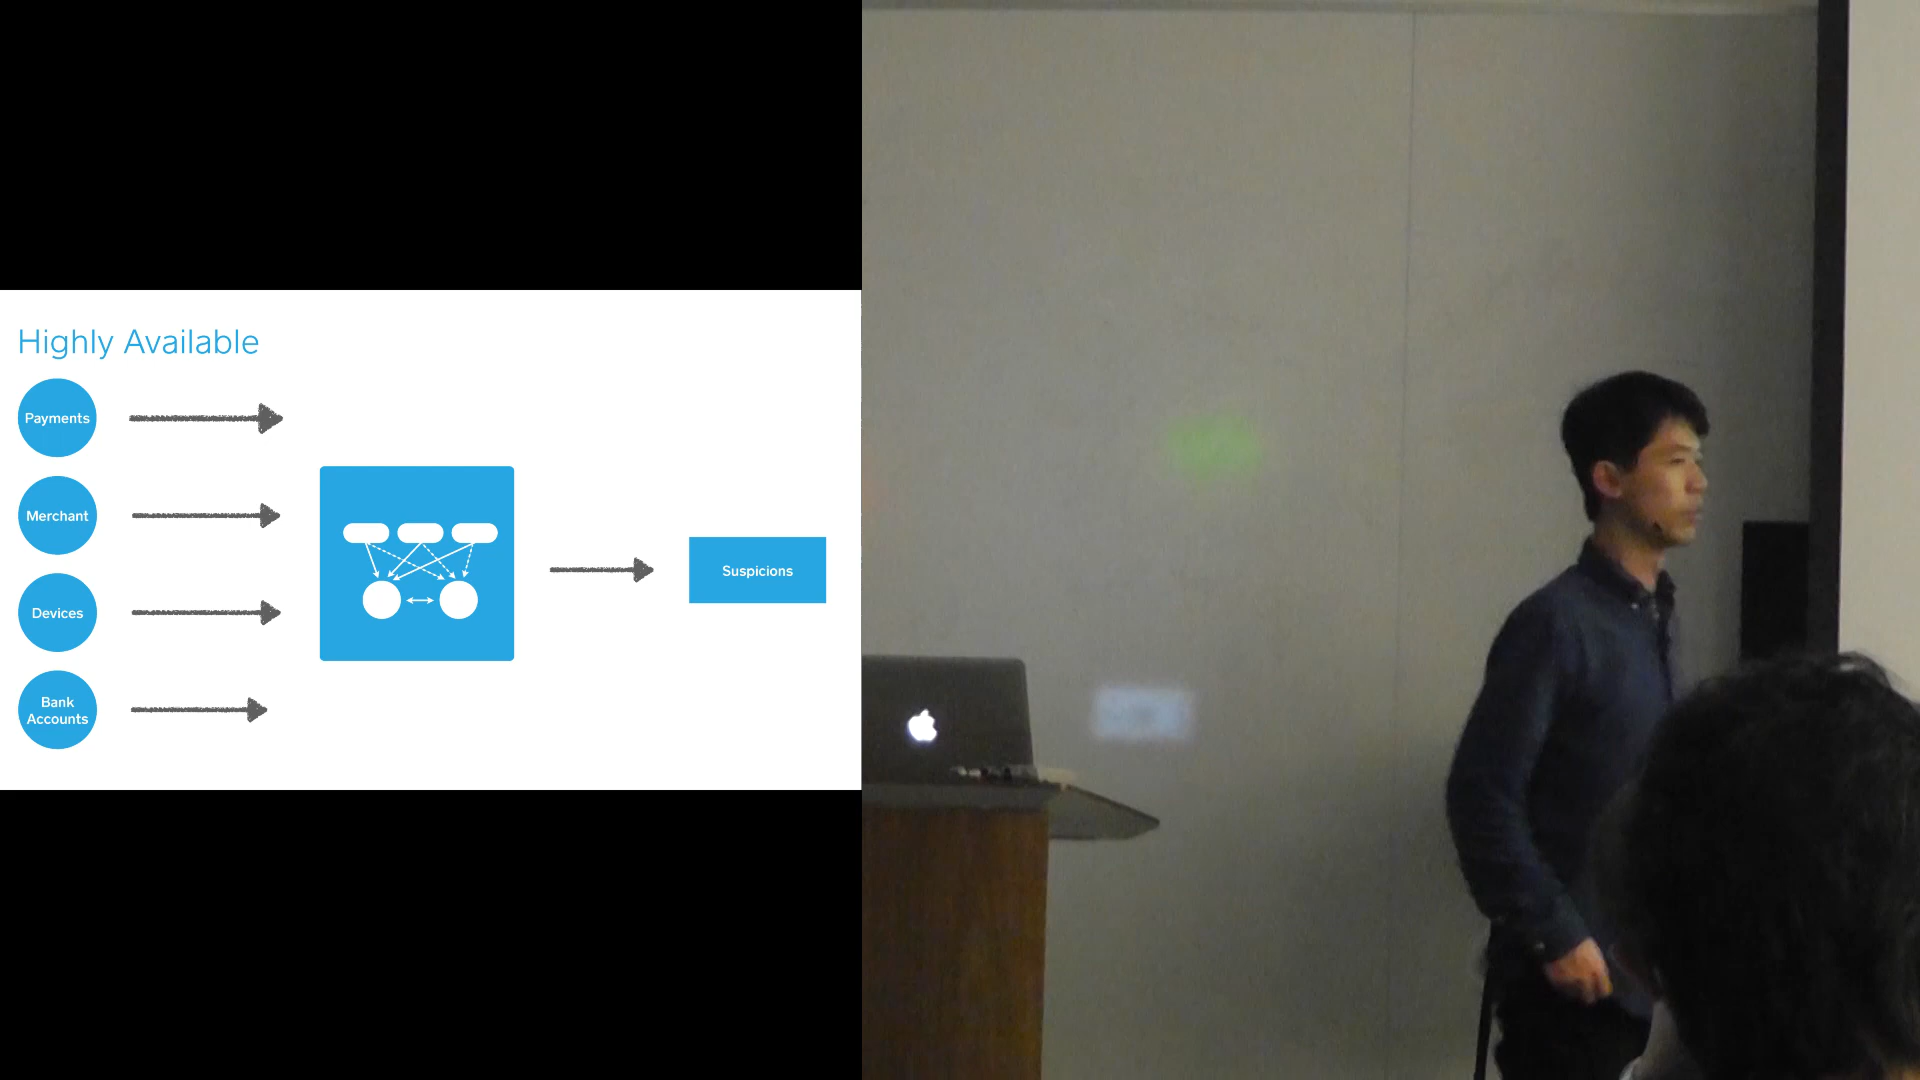 Highly Available
Payments
Merchant
Devices
Bank
Accounts
Suspicions